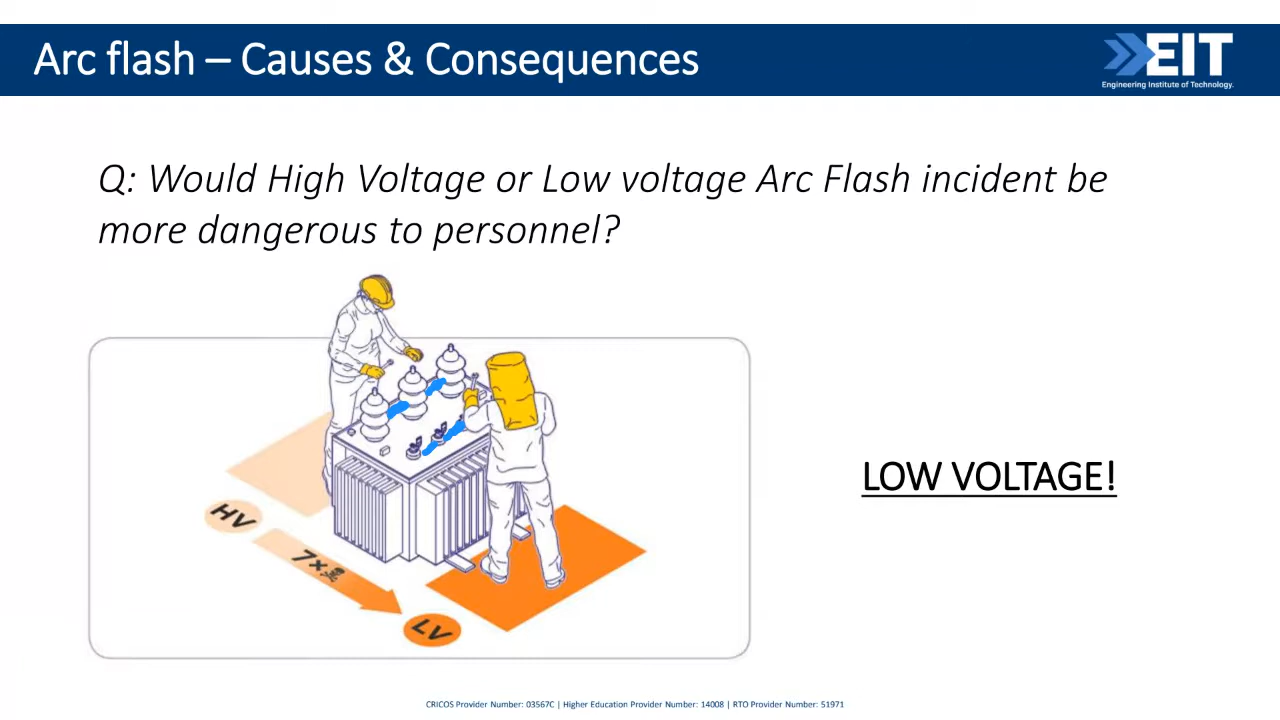 Arc flash – Causes & Consequences
EIT
Engineering Institute of Technology.
Q: Would High Voltage or Low voltage Arc Flash incident be
more dangerous to personnel?
HV
7×
LV
LOW VOLTAGE!
CRICOS Provider Number: 03567C | Higher Education Provider Number: 14008 | RTO Provider Number: 51971